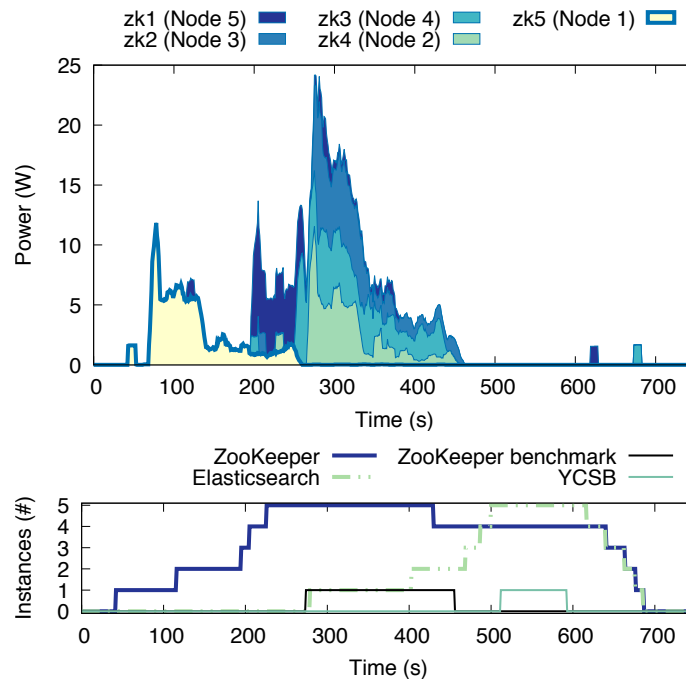 zk1 (Node 5) zk3 (Node 4) zk5 (Node 1)
zk2 (Node 3) zk4 (Node 2)
25
20
15
10
5
0
Power (W)
0 100 200 300 400 500 600 700
Time (s)
ZooKeeper ZooKeeper benchmark
Elasticsearch YCSB
5
4
3
2
1
0
Instances (#)
0 100 200 300 400 500 600 700
Time (s)